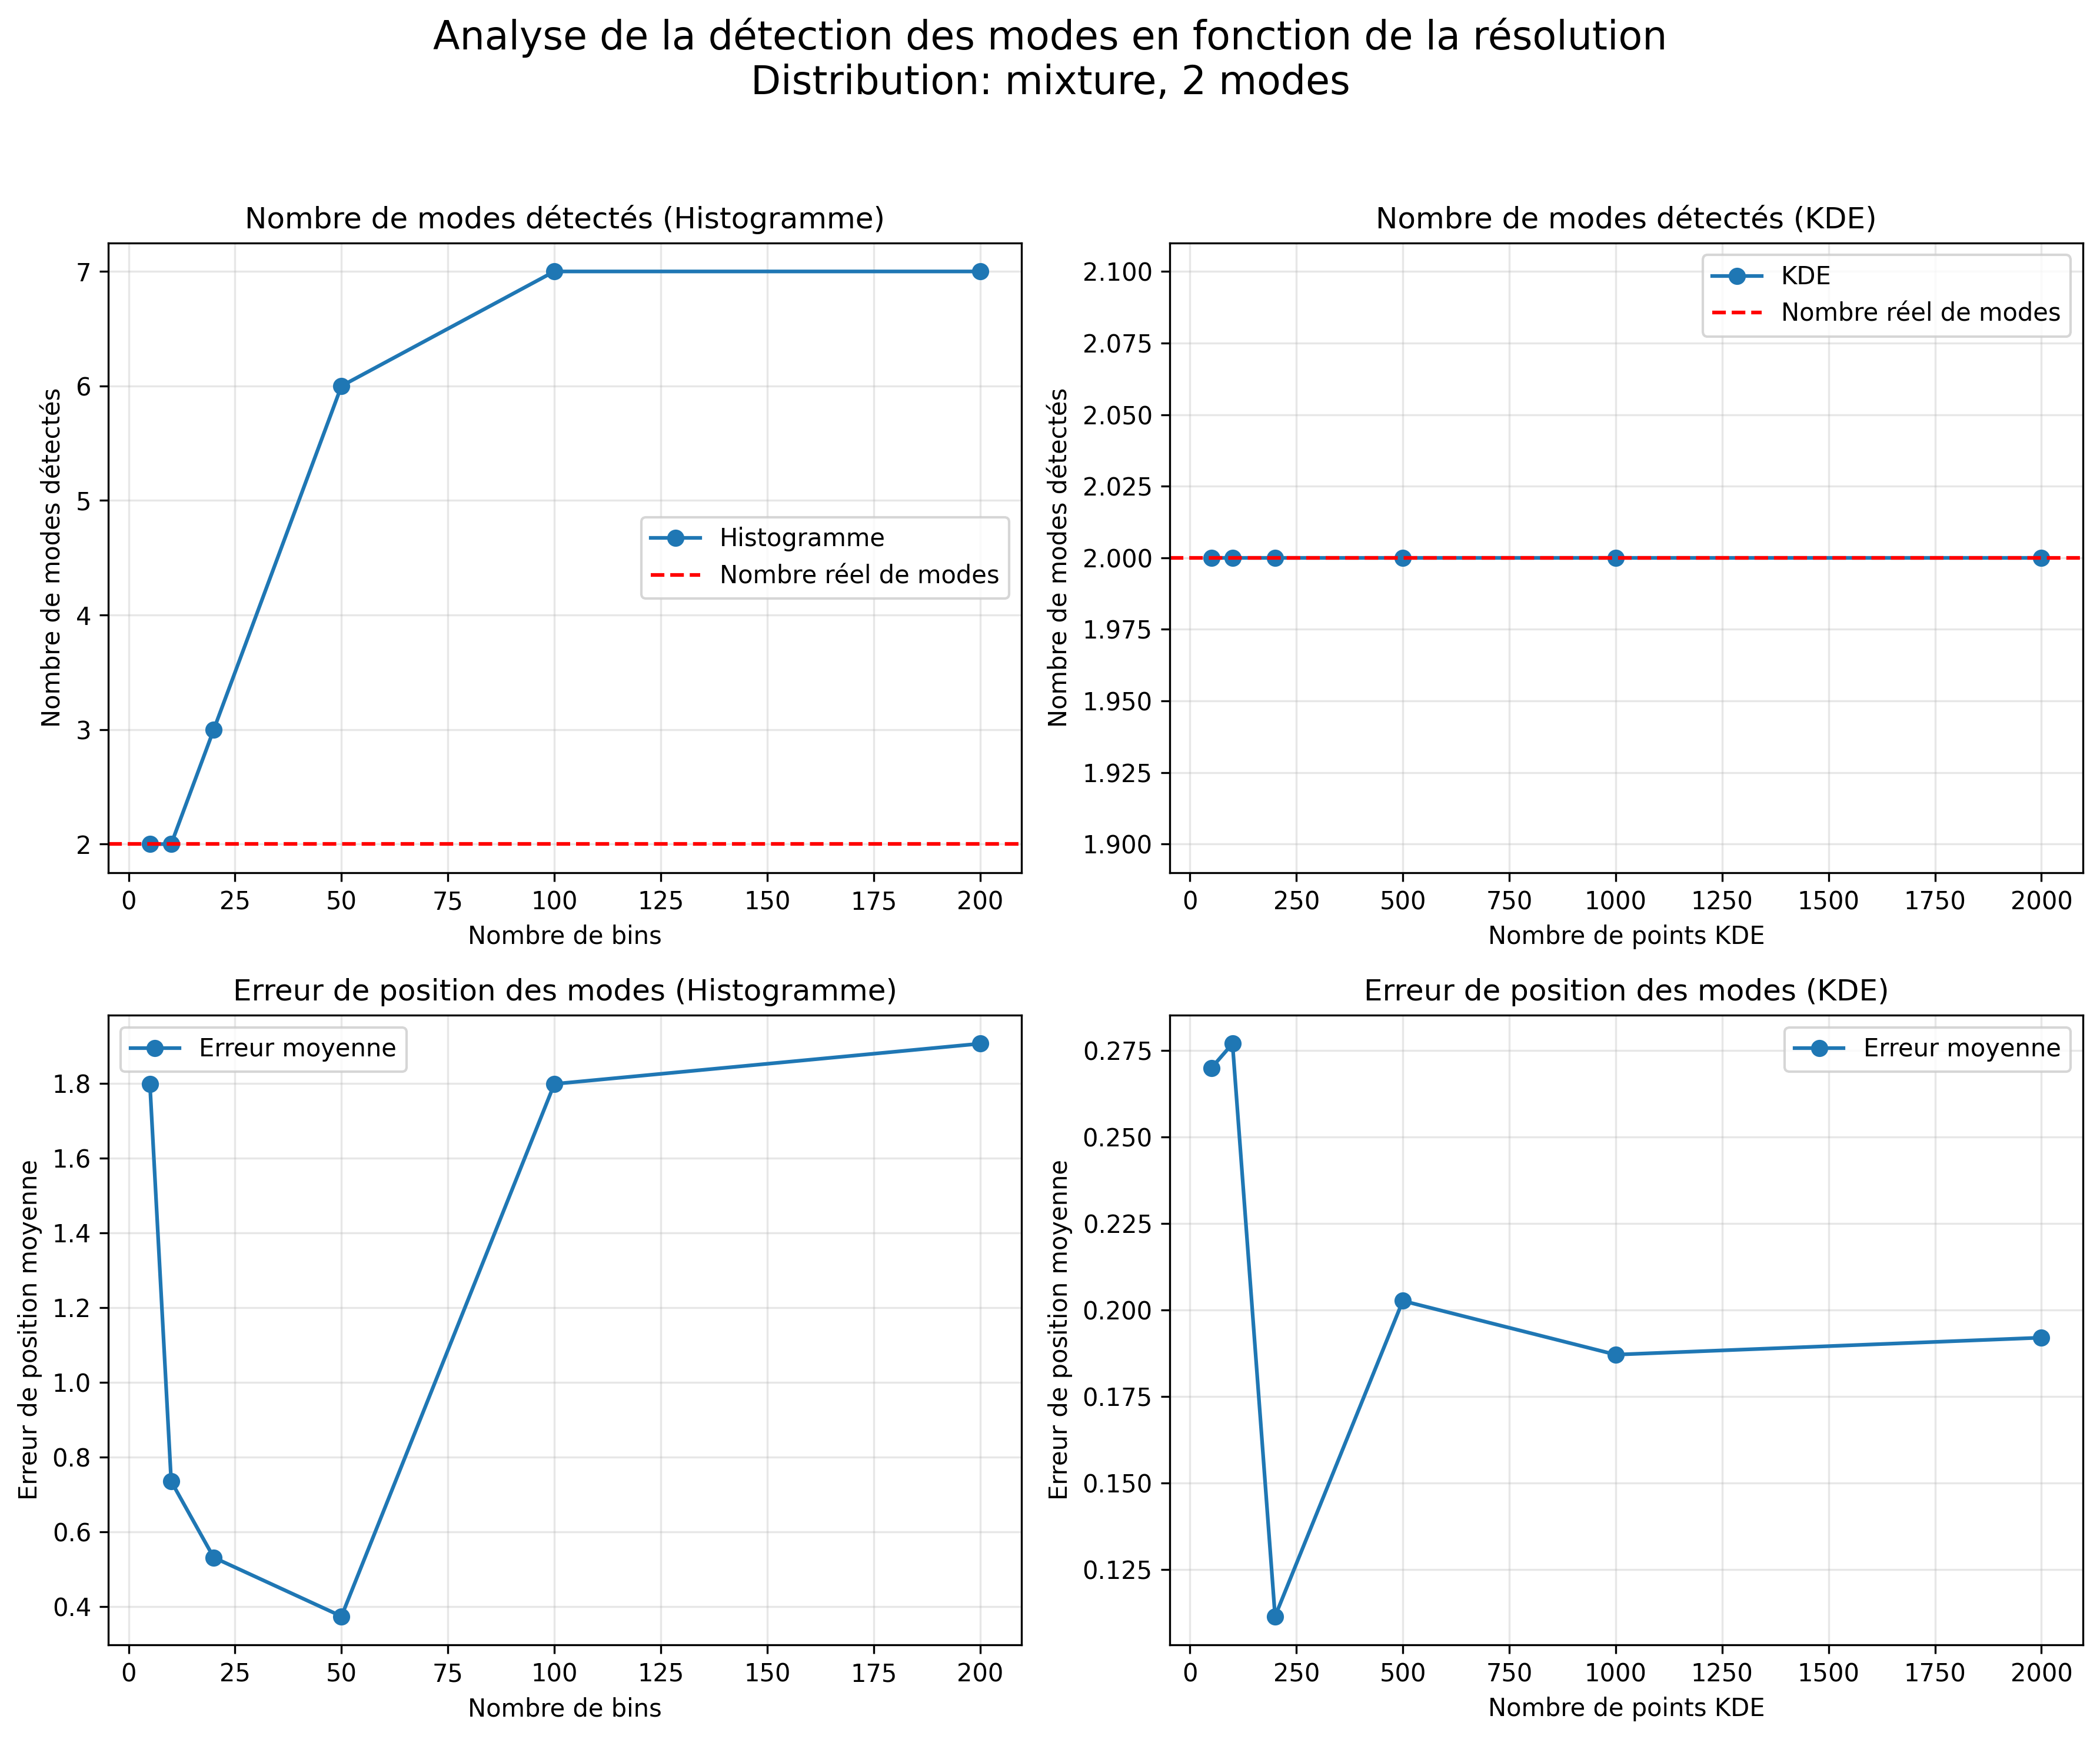 Analyse de la détection des modes en fonction de la résolution
Distribution: mixture, 2 modes
Nombre de modes détectés (Histogramme)
Nombre de modes détectés
7
6
5
4
3
2
Histogramme
Nombre réel de modes
0 25 50 75 100 125 150 175 200
Nombre de bins
Nombre de modes détectés (KDE)
Nombre de modes détectés
2.100
2.075
2.050
2.025
2.000
1.975
1.950
1.925
1.900
KDE
Nombre réel de modes
0 250 500 750 1000 1250 1500 1750 2000
Nombre de points KDE
Erreur de position des modes (Histogramme)
Erreur de position moyenne
1.8
1.6
1.4
1.2
1.0
0.8
0.6
0.4
Erreur moyenne
0 25 50 75 100 125 150 175 200
Nombre de bins
Erreur de position des modes (KDE)
Erreur de position moyenne
0.275
0.250
0.225
0.200
0.175
0.150
0.125
Erreur moyenne
0 250 500 750 1000 1250 1500 1750 2000
Nombre de points KDE